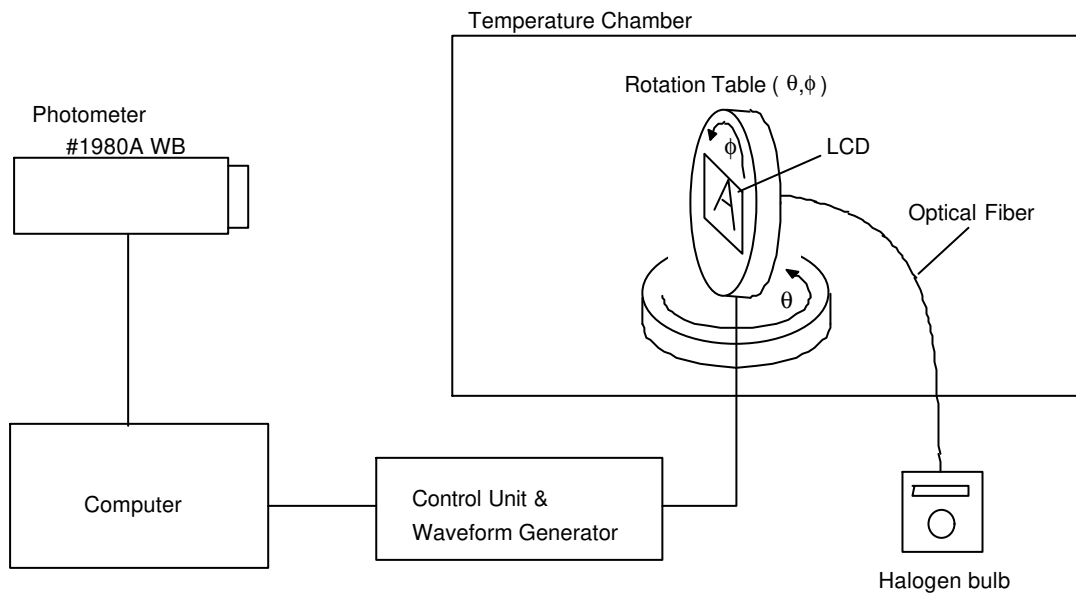 Temperature Chamber
Rotation Table ( θ,ϕ )
Photometer
#1980A WB
ϕ
LCD
A
Optical Fiber
θ
Computer
Control Unit &
Waveform Generator
Halogen bulb